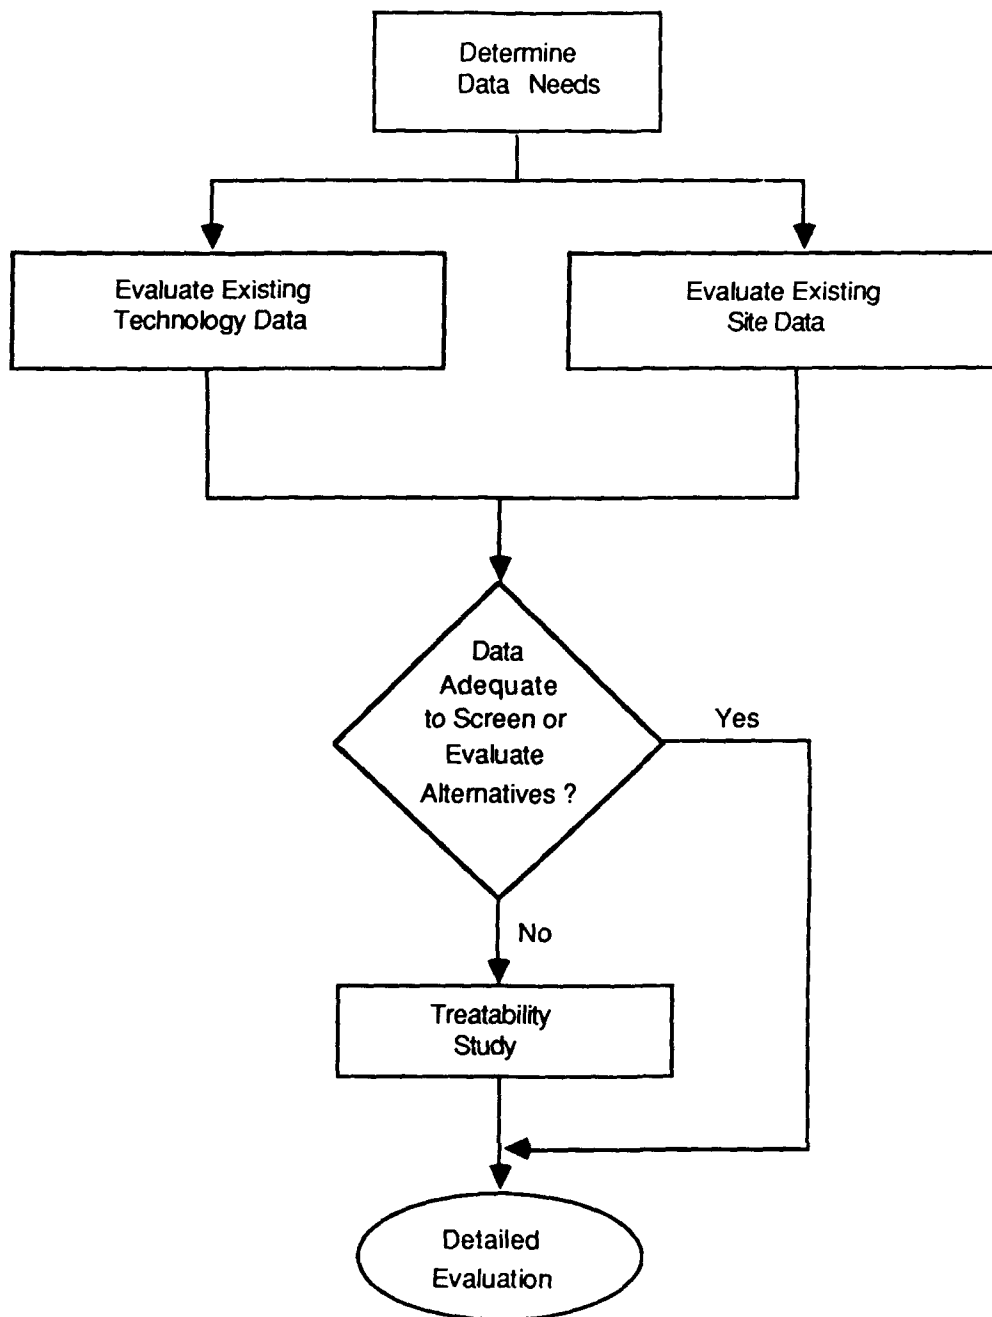 Determine
Data Needs
Evaluate Existing
Technology Data
Evaluate Existing
Site Data
Data
Adequate
to Screen or
Evaluate
Alternatives ?
Yes
No
Treatability
Study
Detailed
Evaluation